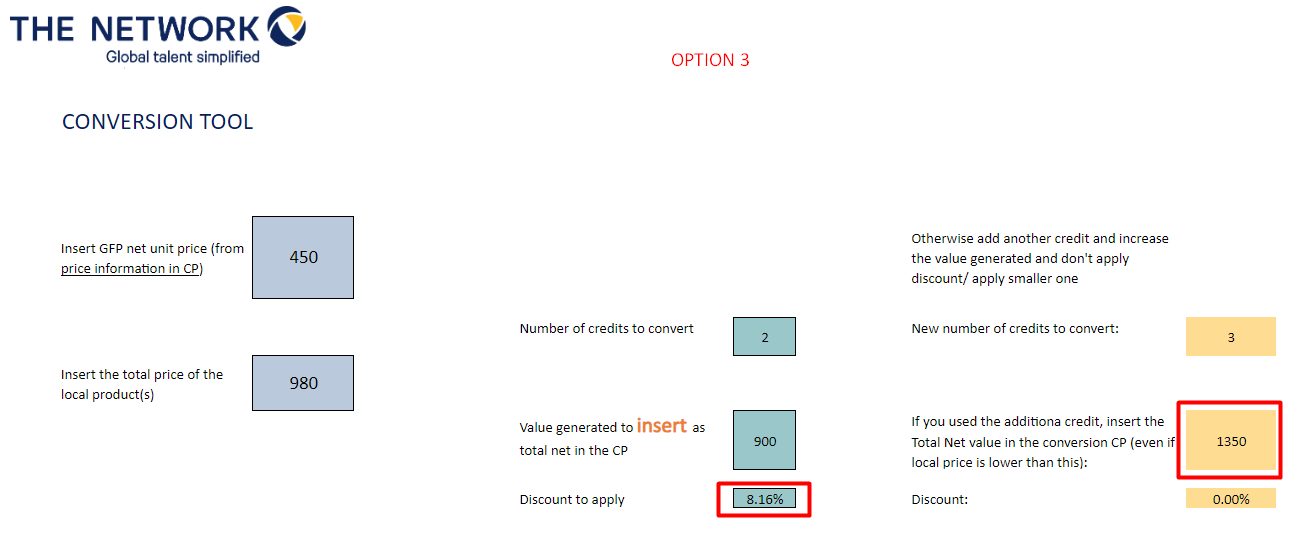 THE NETWORK
Global talent simplified
OPTION 3
CONVERSION TOOL
Insert GFP net unit price (from
price information in CP)
450
Insert the total price of the
local product(s)
980
Number of credits to convert
2
Value generated to insert as
total net in the CP
900
Discount to apply
8.16%
Otherwise add another credit and increase
the value generated and don't apply
discount/ apply smaller one
New number of credits to convert:
3
If you used the additiona credit, insert the
Total Net value in the conversion CP (even if
local price is lower than this):
1350
Discount:
0.00%